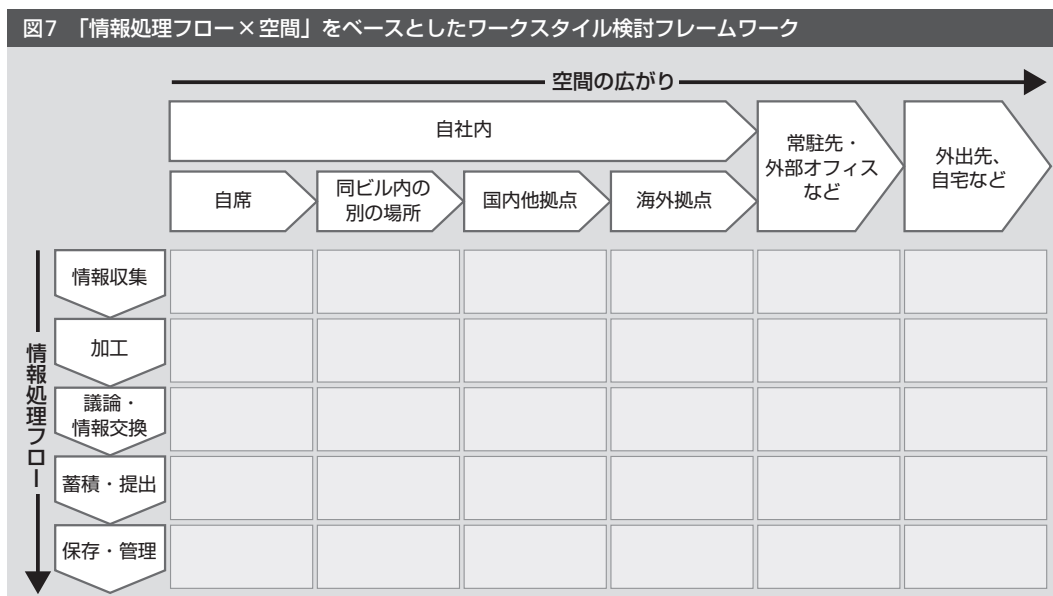 図7 「情報処理フロー×空間」をベースとしたワークスタイル検討フレームワーク
空間の広がり
自社内
常駐先・
外部オフィス
など
外出先、
自宅など
自席
同ビル内の
別の場所
国内他拠点
海外拠点
情報処理フロー
情報収集
加工
議論・
情報交換
蓄積・提出
保存・管理